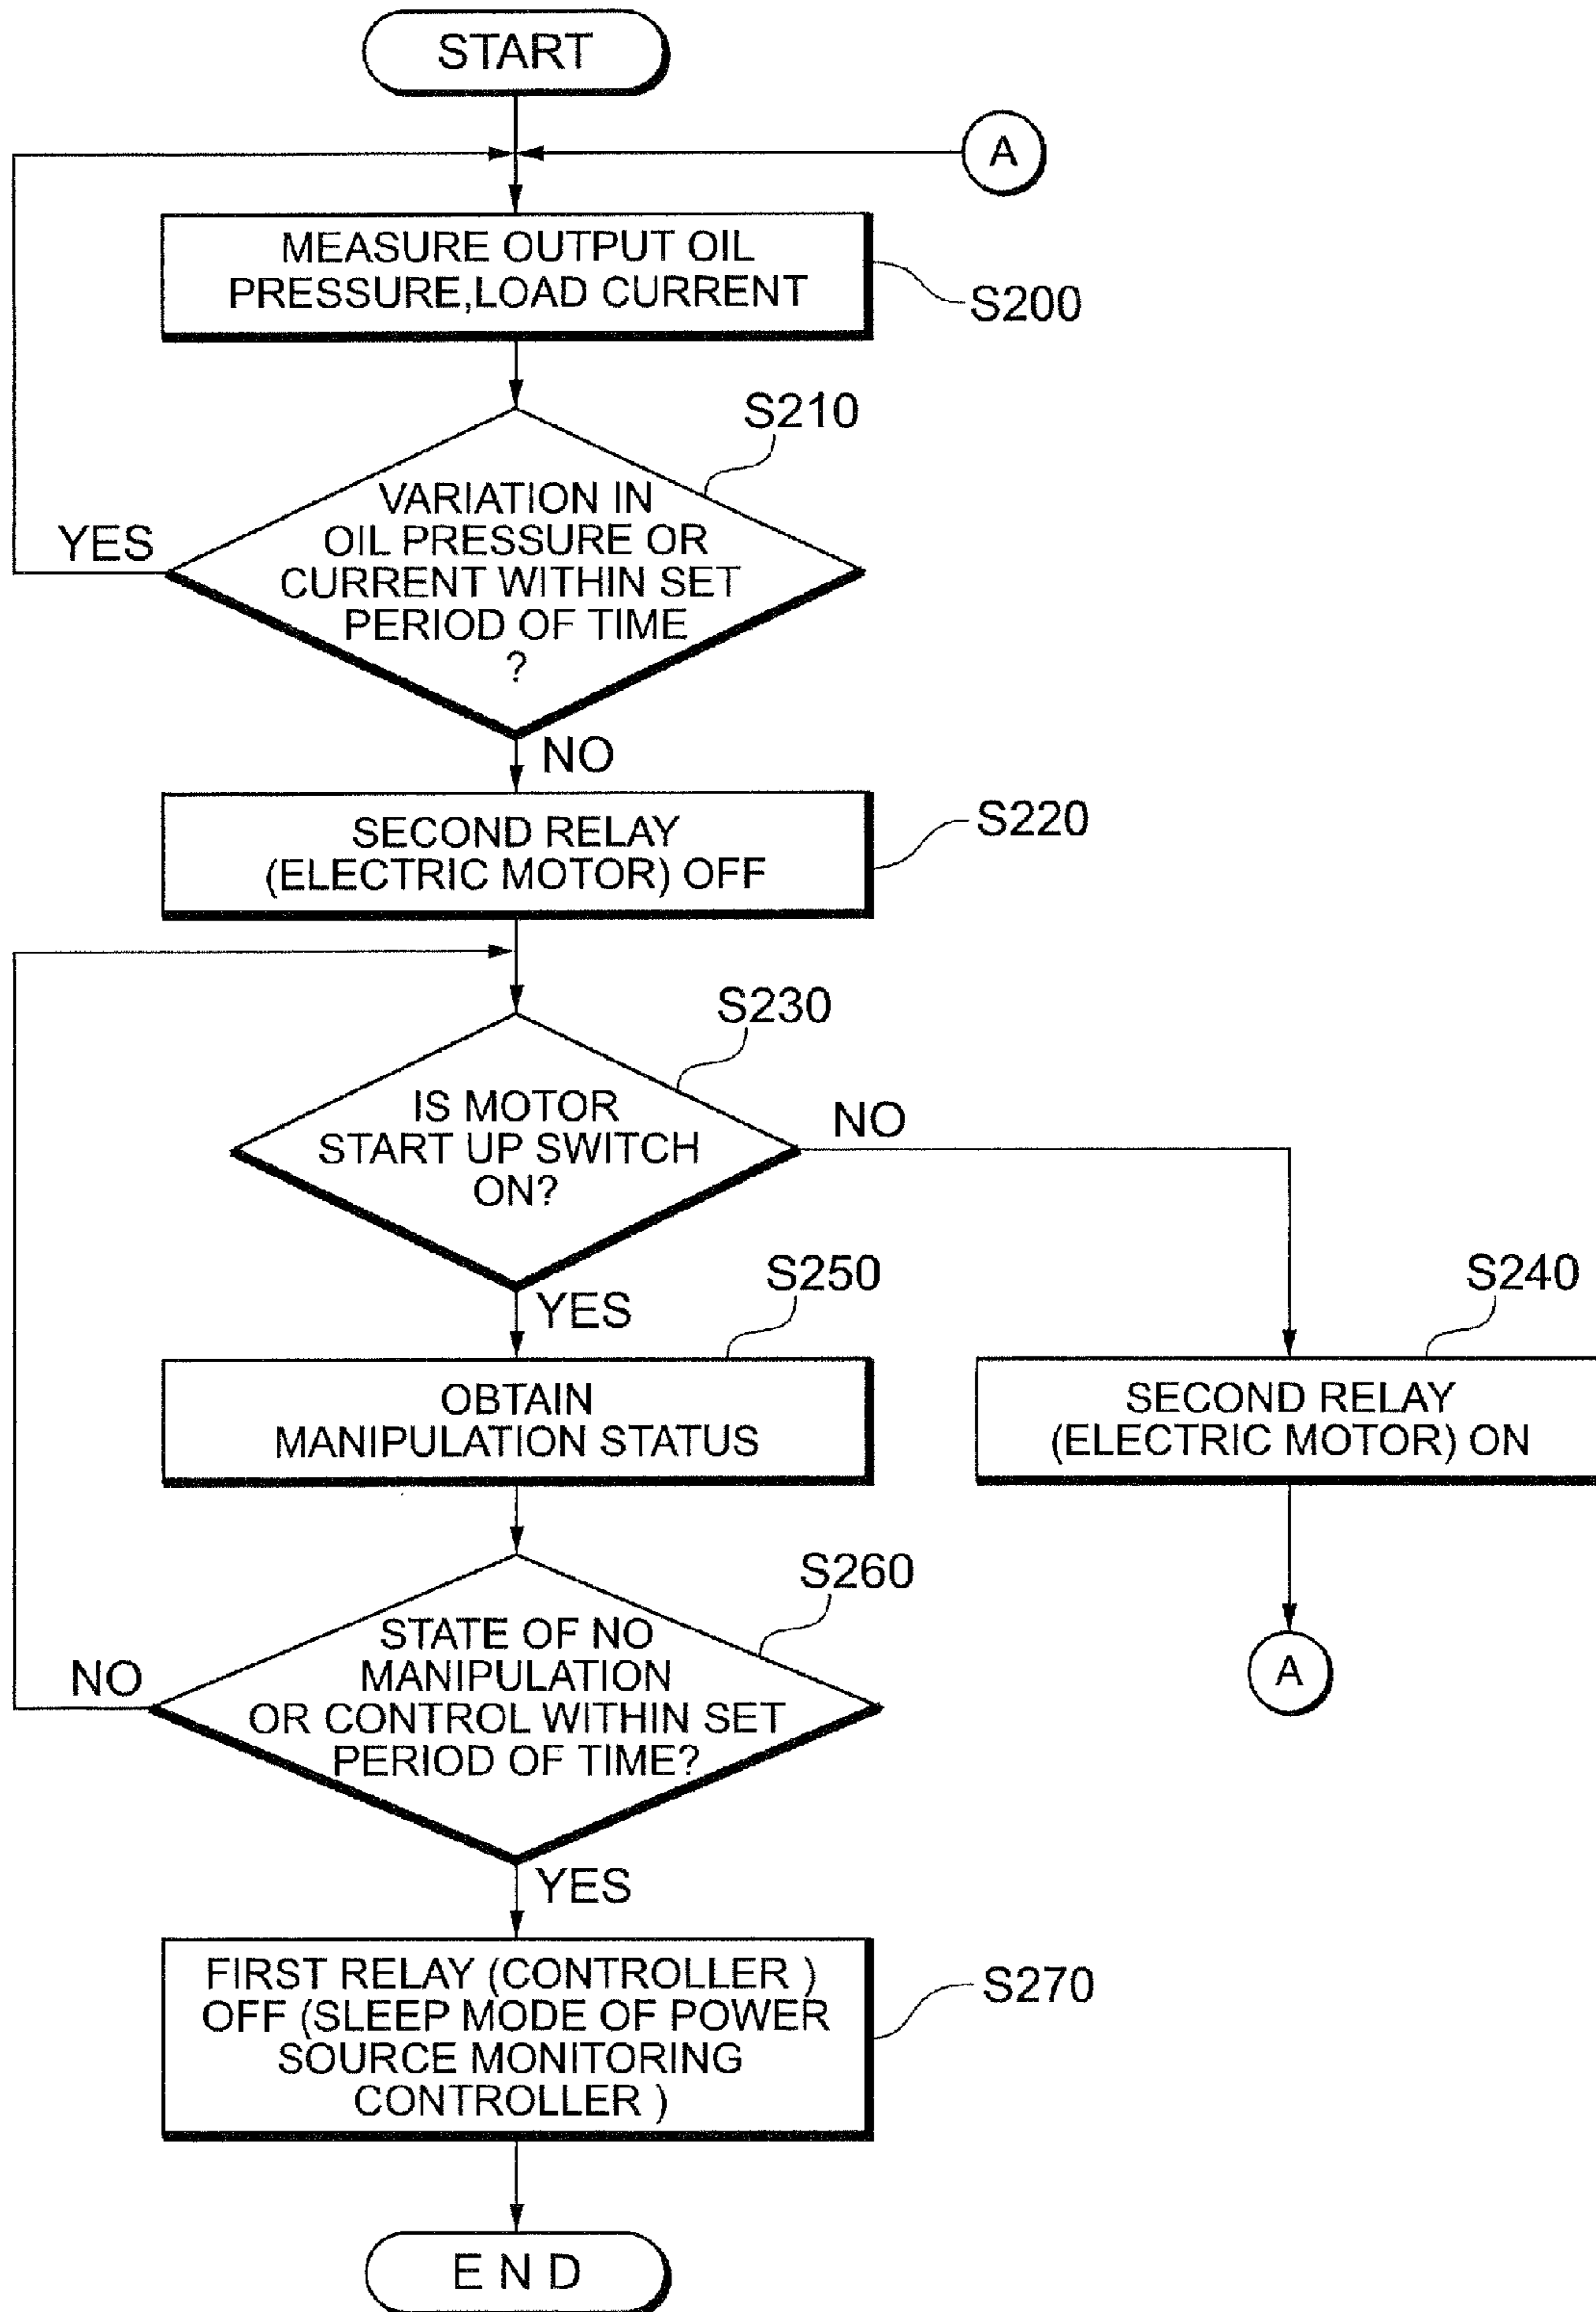 START
A
MEASURE OUTPUT OIL
PRESSURE,LOAD CURRENT
S200
S210
VARIATION IN
OIL PRESSURE OR
CURRENT WITHIN SET
PERIOD OF TIME
?
YES
NO
SECOND RELAY
(ELECTRIC MOTOR) OFF
S220
S230
IS MOTOR
START UP SWITCH
ON?
NO
YES
S250
OBTAIN
MANIPULATION STATUS
S240
SECOND RELAY
(ELECTRIC MOTOR) ON
A
S260
STATE OF NO
MANIPULATION
OR CONTROL WITHIN SET
PERIOD OF TIME?
NO
YES
FIRST RELAY (CONTROLLER )
OFF (SLEEP MODE OF POWER
SOURCE MONITORING
CONTROLLER )
S270
E N D